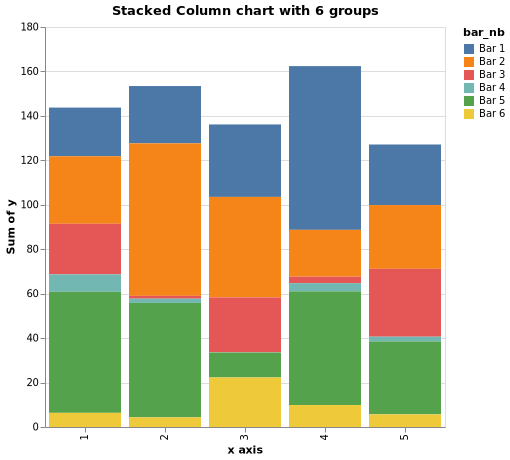 Stacked Column chart with 6 groups
180
160
140
120
100
80
60
40
20
0
Sum of y
1
2
3
4
5
x axis
bar_nb
Bar 1
Bar 2
Bar 3
Bar 4
Bar 5
Bar 6